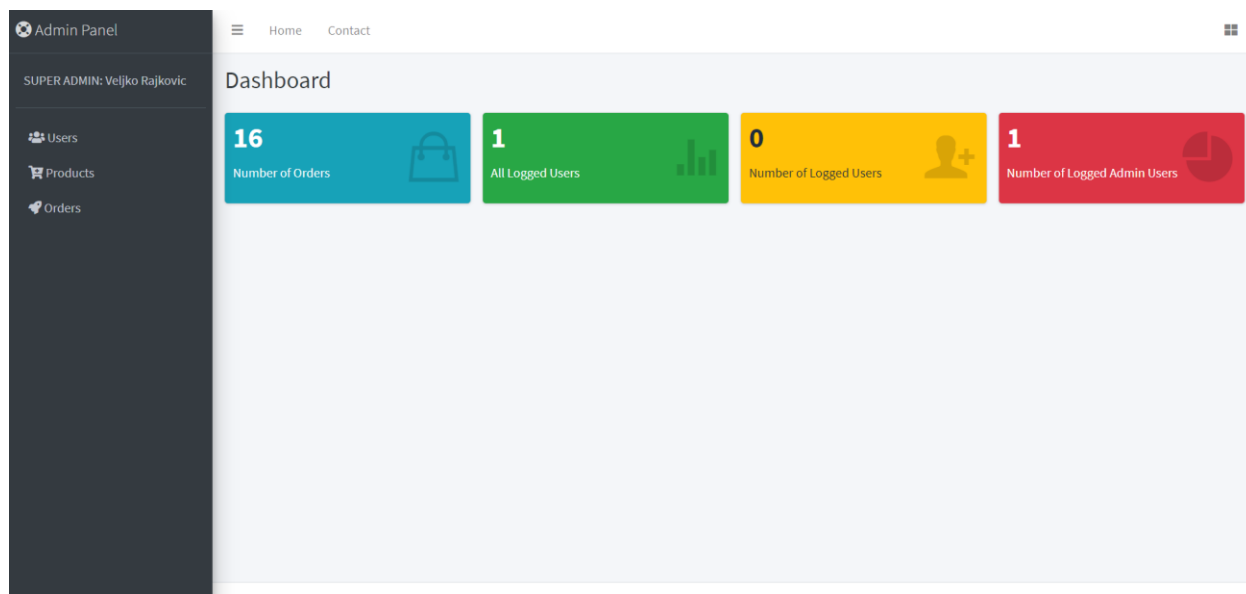 Admin Panel
Home Contact
SUPER ADMIN: Veljko Rajkovic
Users
Products
Orders
Dashboard
16
Number of Orders
1
All Logged Users
0
Number of Logged Users
1
Number of Logged Admin Users